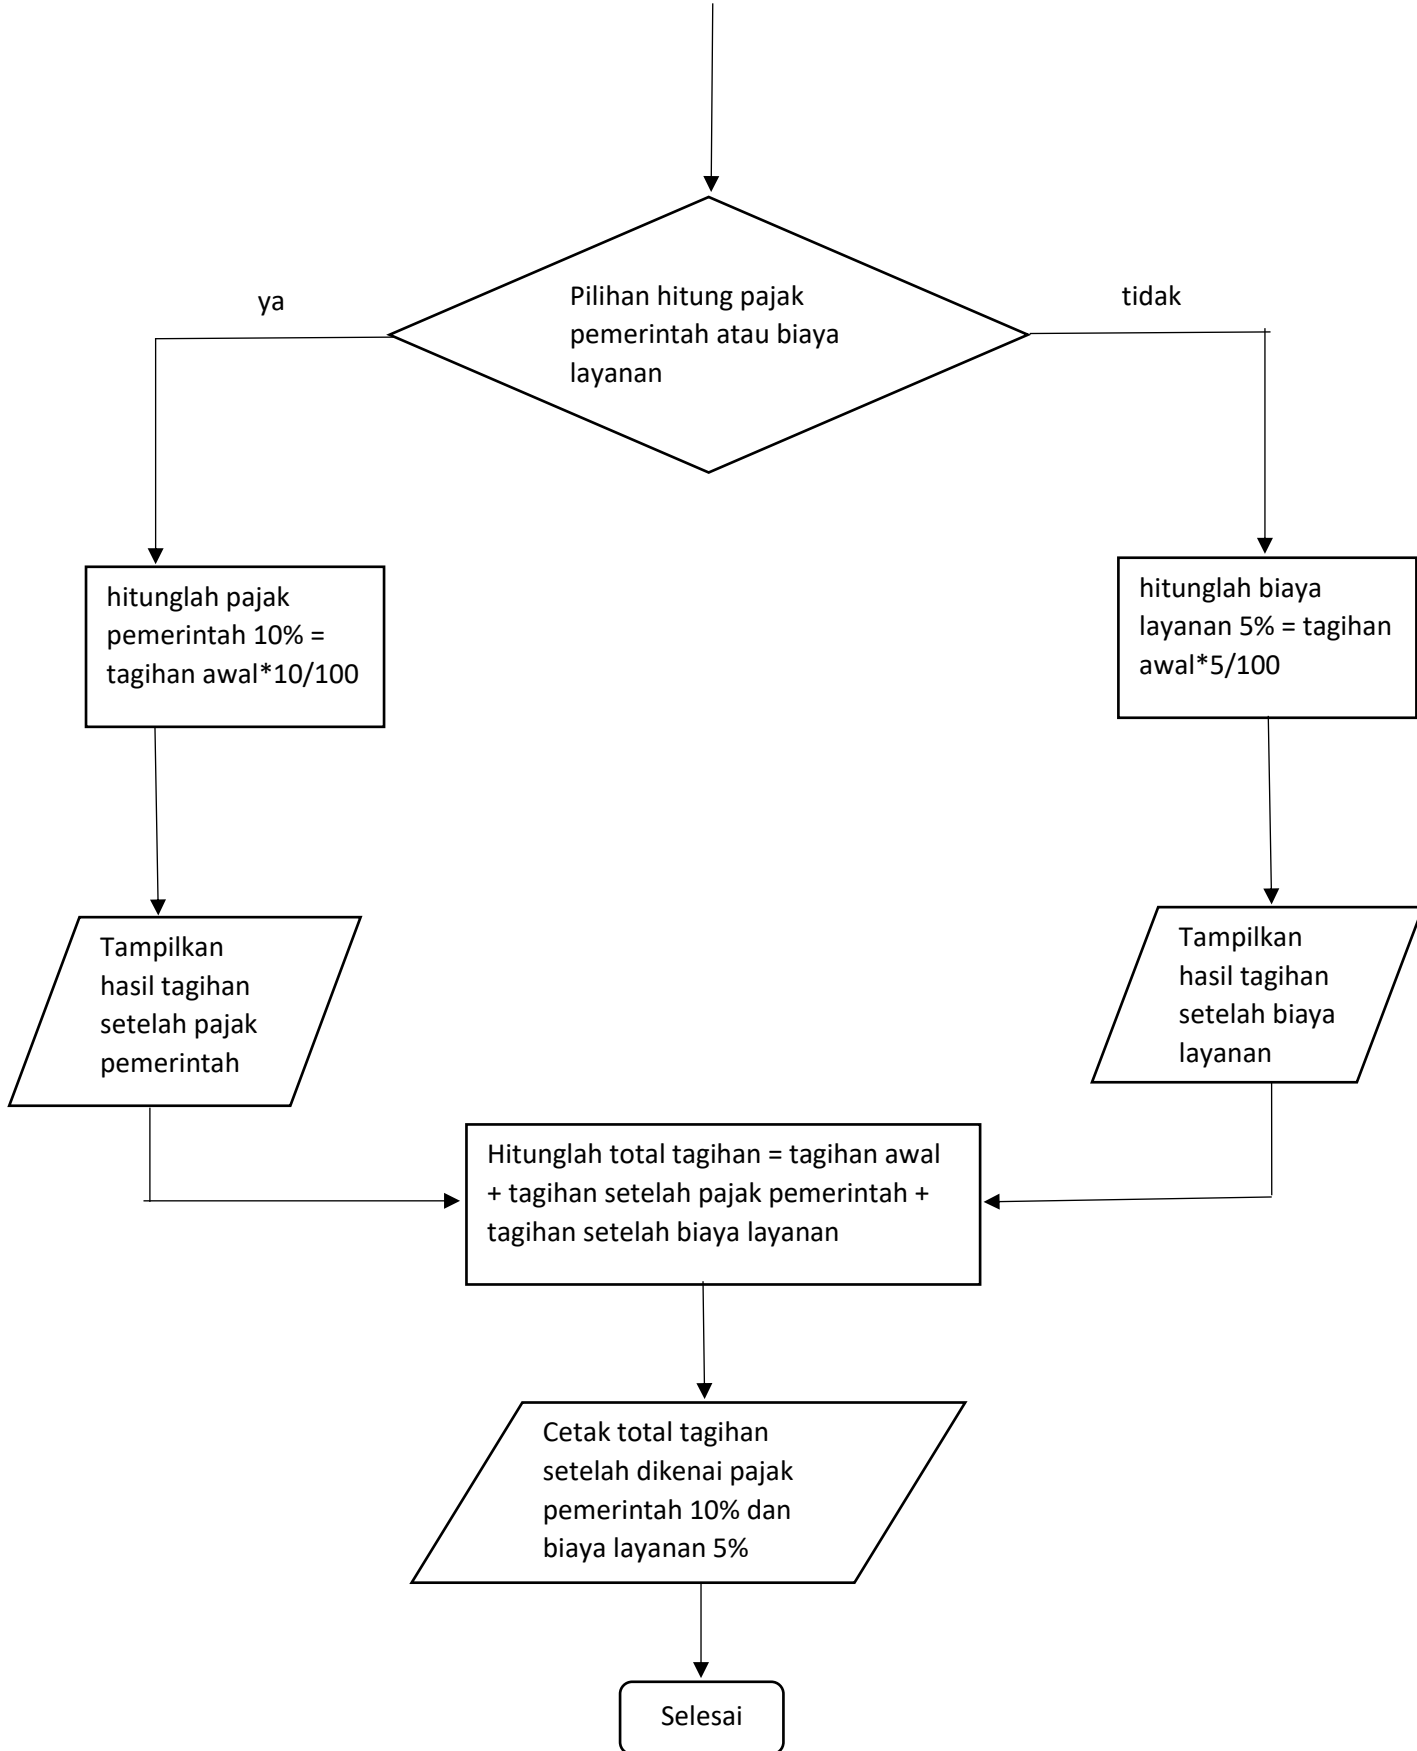 ya
Pilihan hitung pajak
pemerintah atau biaya
layanan
tidak
hitunglah pajak
pemerintah 10% =
tagihan awal*10/100
hitunglah biaya
layanan 5% = tagihan
awal*5/100
Tampilkan
hasil tagihan
setelah pajak
pemerintah
Tampilkan
hasil tagihan
setelah biaya
layanan
Hitunglah total tagihan = tagihan awal
+ tagihan setelah pajak pemerintah +
tagihan setelah biaya layanan
Cetak total tagihan
setelah dikenai pajak
pemerintah 10% dan
biaya layanan 5%
Selesai